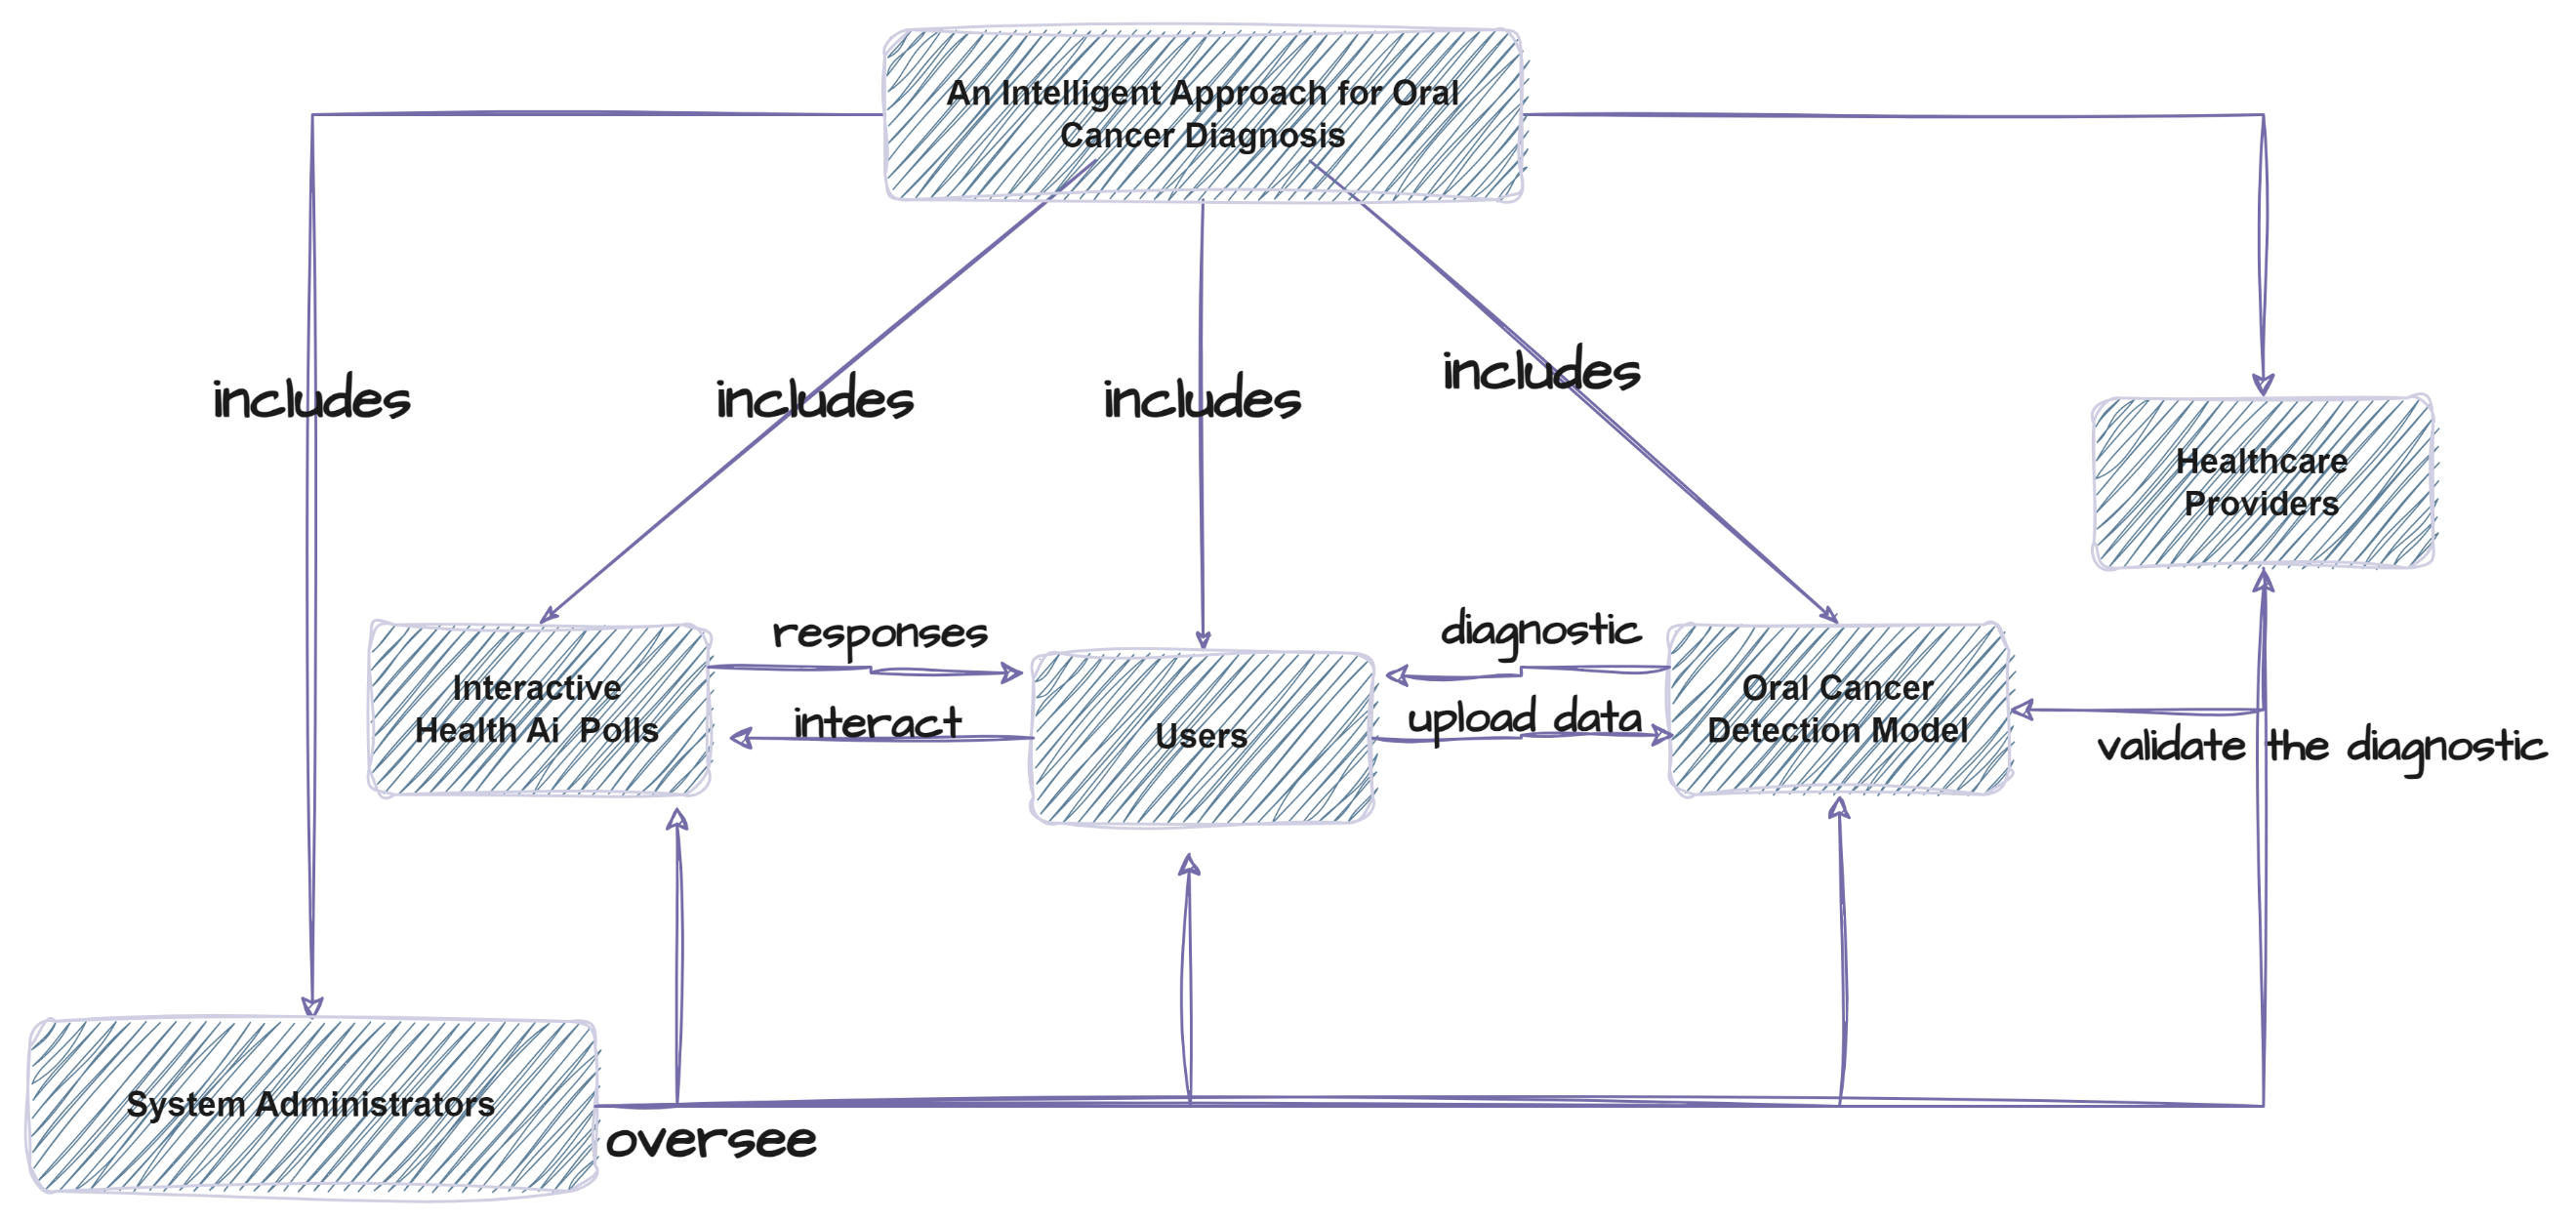 An Intelligent Approach for Oral
Cancer Diagnosis
includes
includes
includes
includes
Healthcare
Providers
responses
diagnostic
Interactive
Health Ai  Polls
interact
Users
upload data
Oral Cancer
Detection Model
validate the diagnostic
System Administrators
oversee